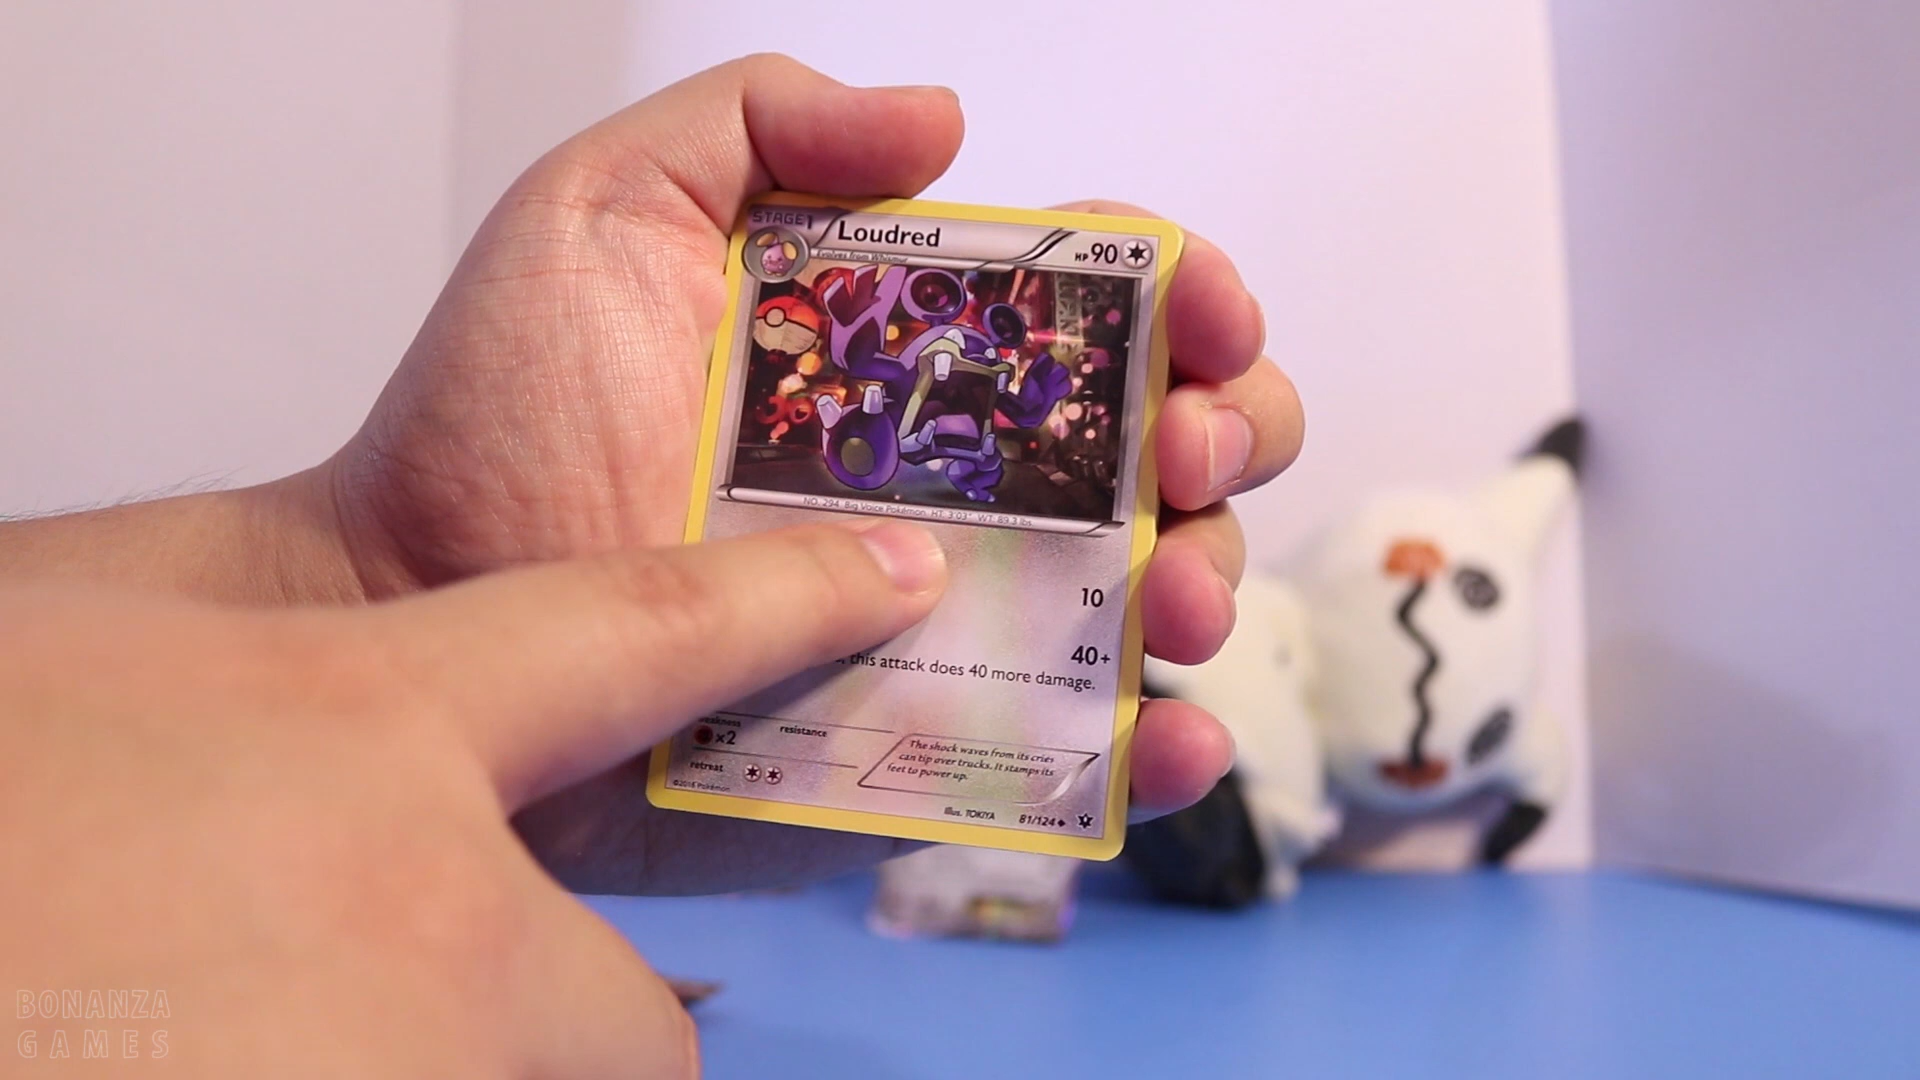 STAGE1
Loudred
HP90
Evolves from Whismur
NO. 294 Big Voice Pokémon HT: 3'03" WT: 89.3 lbs
10
40+
this attack does 40 more damage.
weakness
×2
resistance
retreat
The shock waves from its cries
can tip over trucks. It stamps its
feet to power up.
©2016 Pokémon
Illus. TOKIYA
81/124
BONANZA
GAMES